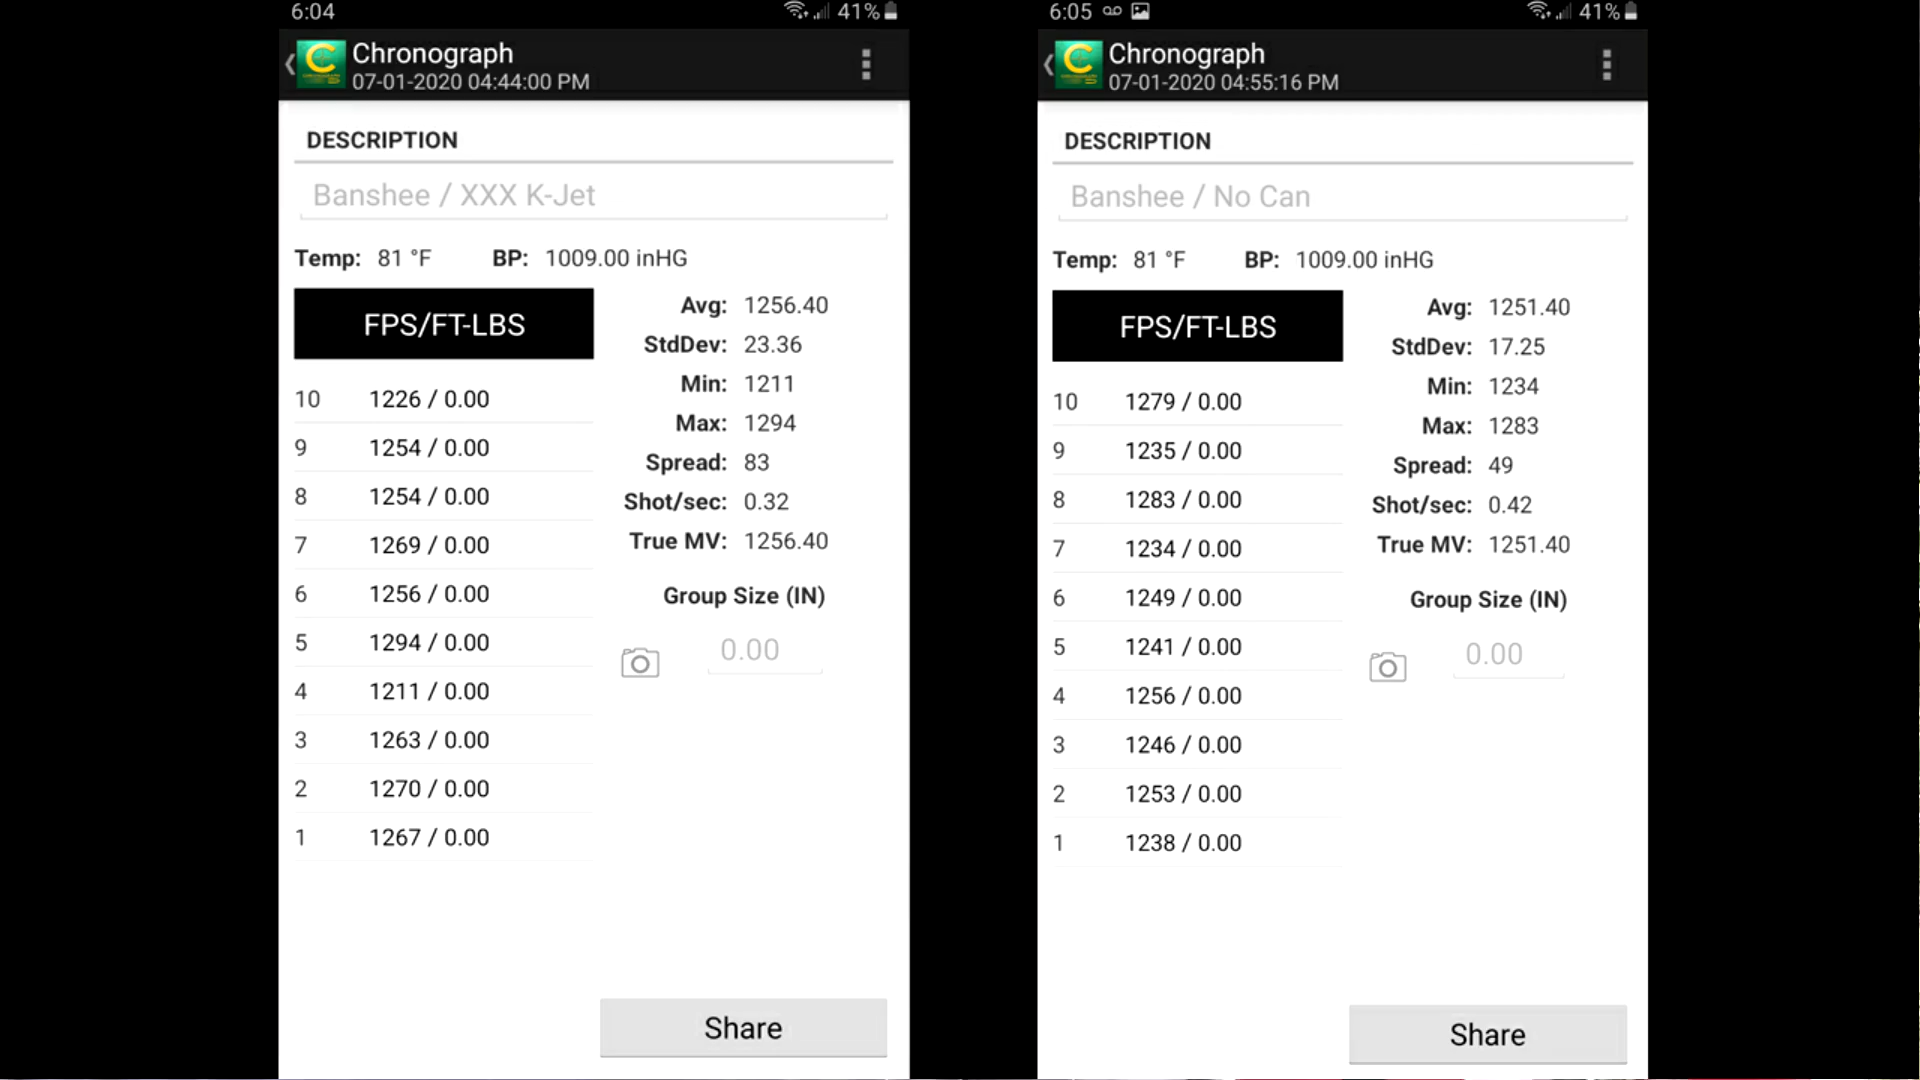 6:04 41%
Chronograph
07-01-2020 04:44:00 PM
DESCRIPTION
Banshee / XXX K-Jet
Temp: 81 °F BP: 1009.00 inHG
FPS/FT-LBS
10 1226 / 0.00
9 1254 / 0.00
8 1254 / 0.00
7 1269 / 0.00
6 1256 / 0.00
5 1294 / 0.00
4 1211 / 0.00
3 1263 / 0.00
2 1270 / 0.00
1 1267 / 0.00
Avg: 1256.40
StdDev: 23.36
Min: 1211
Max: 1294
Spread: 83
Shot/sec: 0.32
True MV: 1256.40
Group Size (IN)
0.00
Share
6:05 41%
Chronograph
07-01-2020 04:55:16 PM
DESCRIPTION
Banshee / No Can
Temp: 81 °F BP: 1009.00 inHG
FPS/FT-LBS
10 1279 / 0.00
9 1235 / 0.00
8 1283 / 0.00
7 1234 / 0.00
6 1249 / 0.00
5 1241 / 0.00
4 1256 / 0.00
3 1246 / 0.00
2 1253 / 0.00
1 1238 / 0.00
Avg: 1251.40
StdDev: 17.25
Min: 1234
Max: 1283
Spread: 49
Shot/sec: 0.42
True MV: 1251.40
Group Size (IN)
0.00
Share